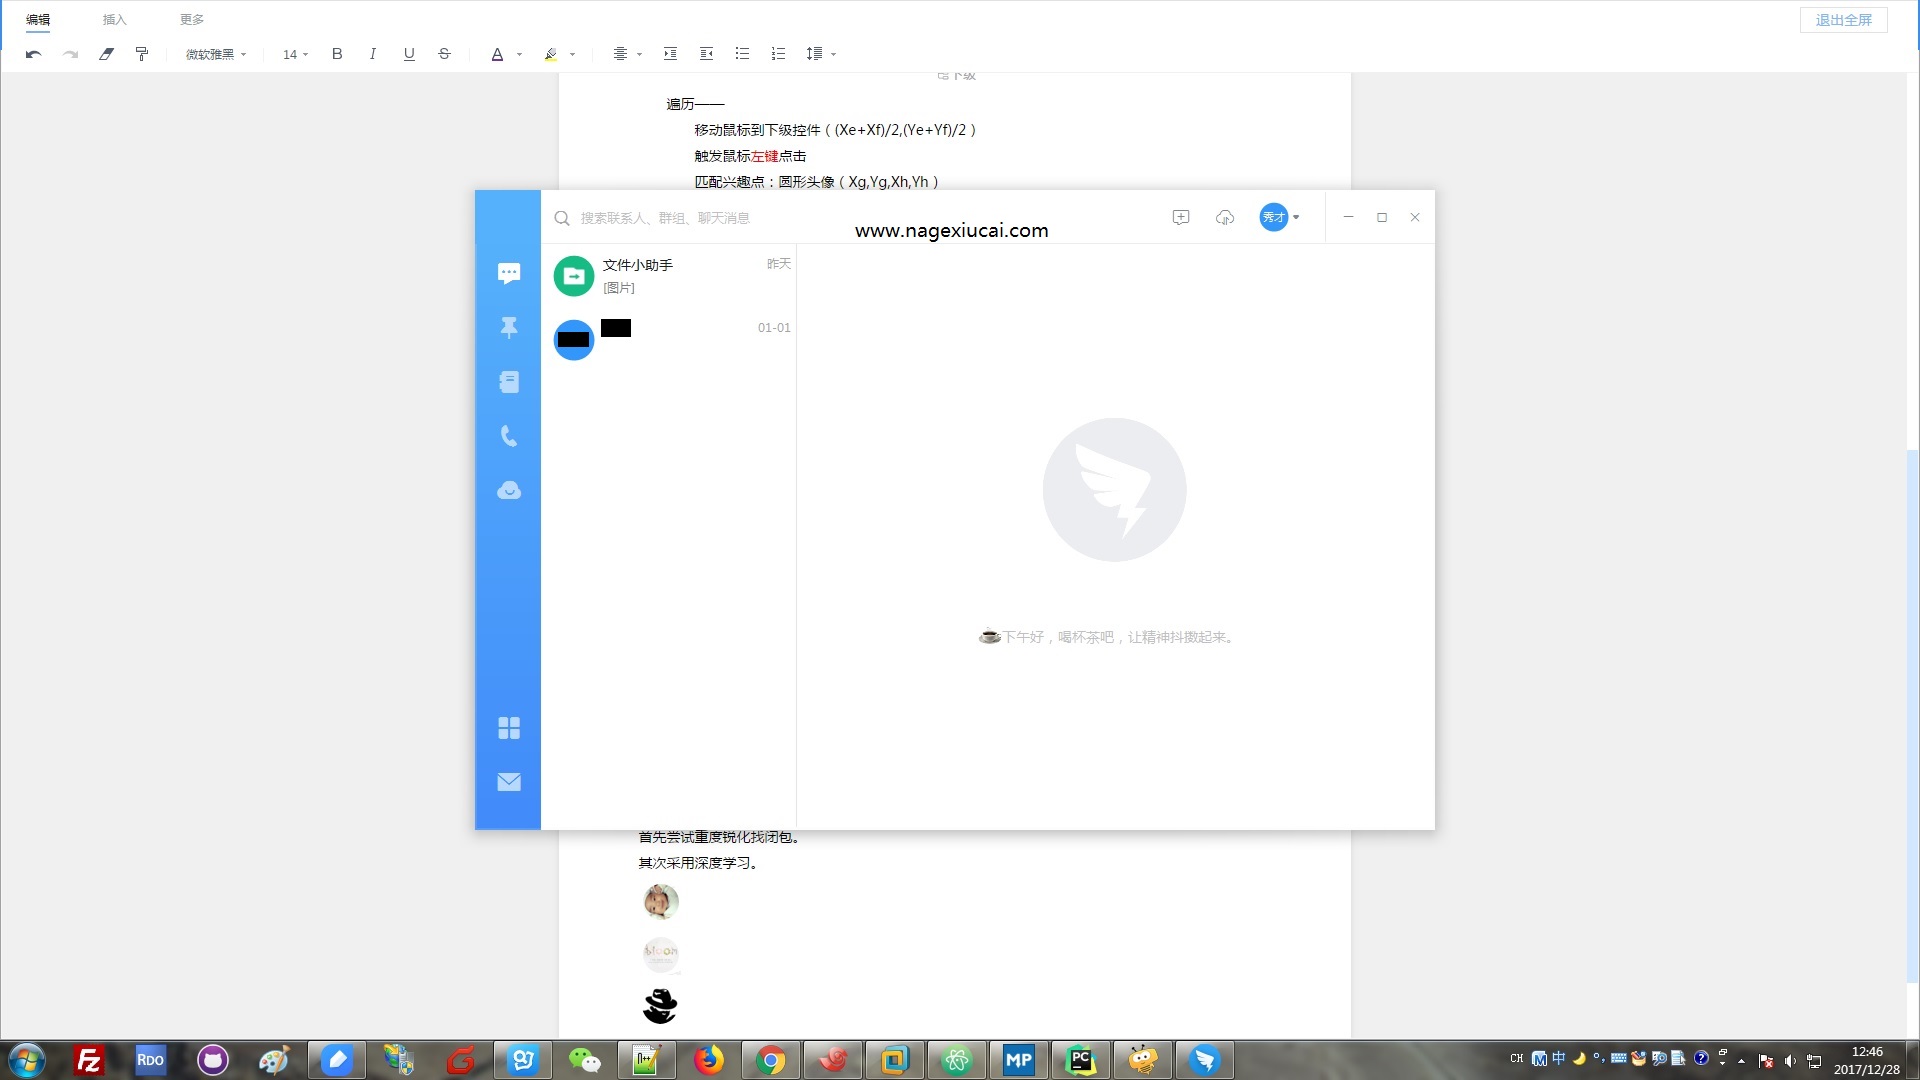 编辑 插入 更多 退出全屏
微软雅黑 14 B I U S A
遍历——
移动鼠标到下级控件（(Xe+Xf)/2,(Ye+Yf)/2）
触发鼠标左键点击
匹配兴趣点：圆形头像（Xg,Yg,Xh,Yh）
搜索联系人、群组、聊天消息
www.nagexiucai.com
秀才
文件小助手 昨天
[图片]
01-01
下午好，喝杯茶吧，让精神抖擞起来。
首先尝试重度锐化找闭包。
其次采用深度学习。
Fz RDO n++ MP PC CH 中 12:46
2017/12/28